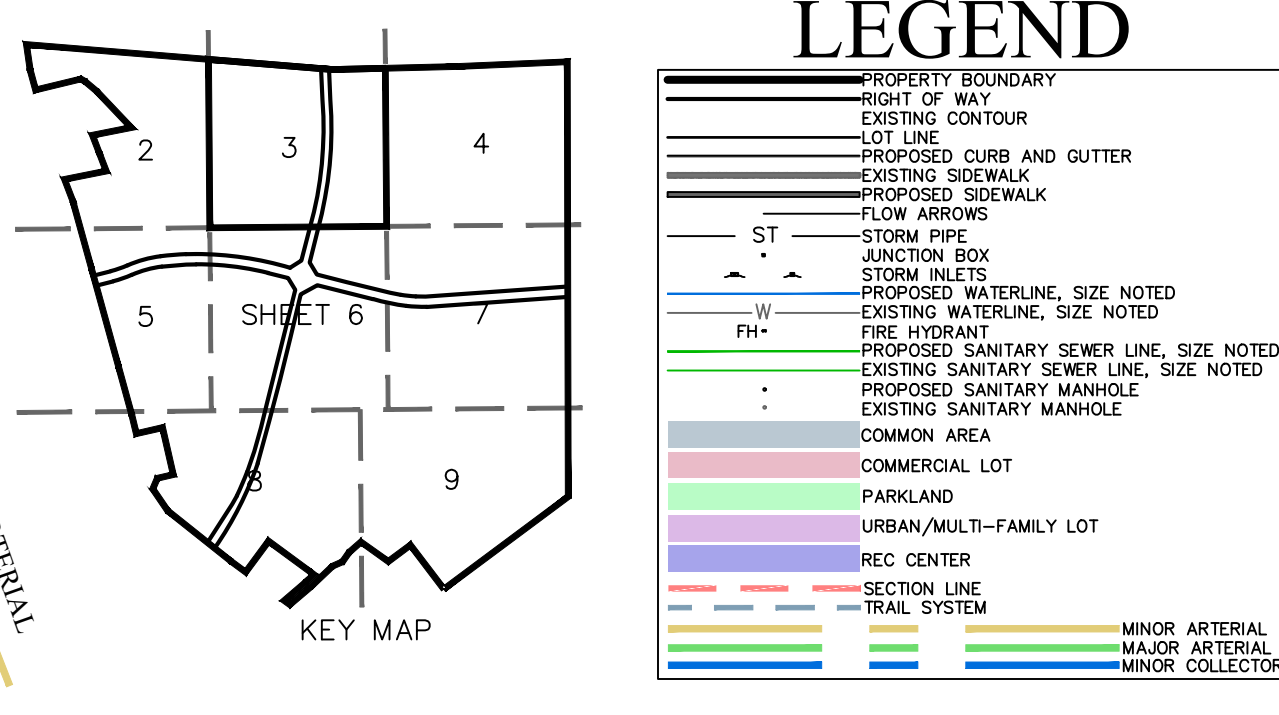 2
3
4
5
SHEET 6
7
8
9
KEY MAP
TERIAL
LEGEND
PROPERTY BOUNDARY
RIGHT OF WAY
EXISTING CONTOUR
LOT LINE
PROPOSED CURB AND GUTTER
EXISTING SIDEWALK
PROPOSED SIDEWALK
FLOW ARROWS
ST STORM PIPE
JUNCTION BOX
STORM INLETS
PROPOSED WATERLINE, SIZE NOTED
W EXISTING WATERLINE, SIZE NOTED
FH FIRE HYDRANT
PROPOSED SANITARY SEWER LINE, SIZE NOTED
EXISTING SANITARY SEWER LINE, SIZE NOTED
PROPOSED SANITARY MANHOLE
EXISTING SANITARY MANHOLE
COMMON AREA
COMMERCIAL LOT
PARKLAND
URBAN/MULTI-FAMILY LOT
REC CENTER
SECTION LINE
TRAIL SYSTEM
MINOR ARTERIAL
MAJOR ARTERIAL
MINOR COLLECTOR